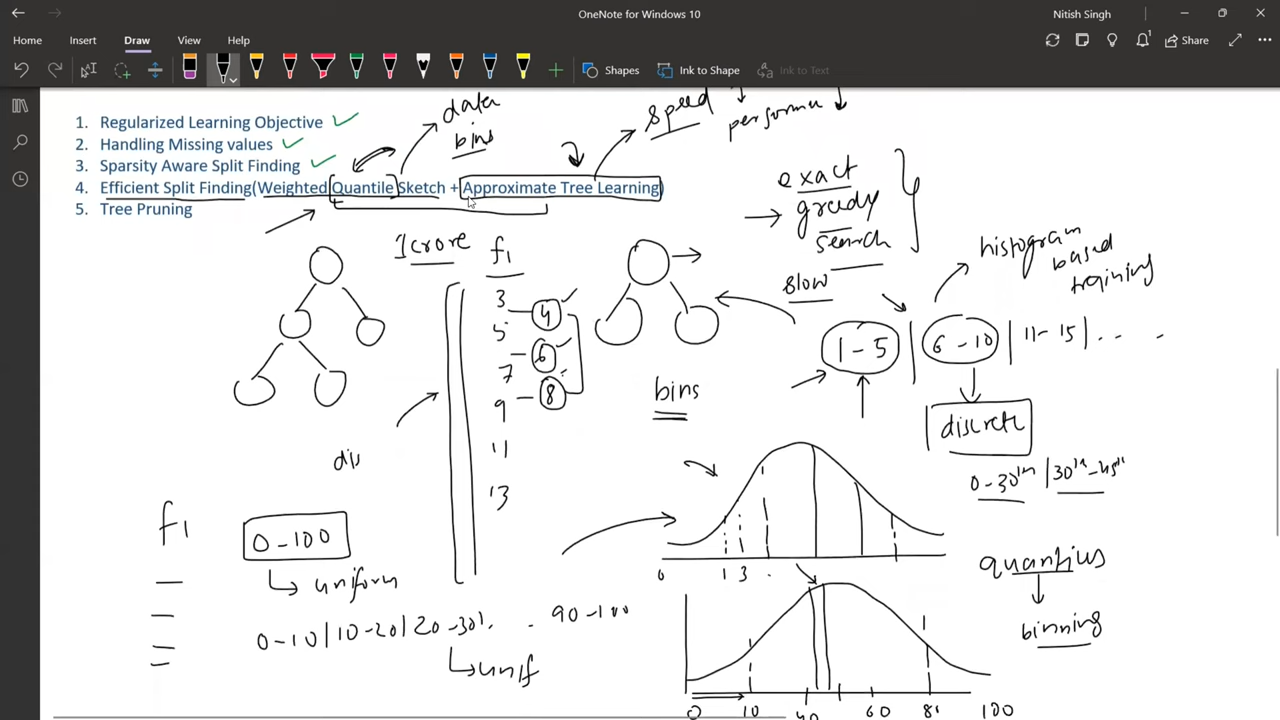 OneNote for Windows 10
Nitish Singh
Home Insert Draw View Help
Share
Shapes
Ink to Shape
Ink to Text
1. Regularized Learning Objective
2. Handling Missing values
3. Sparsity Aware Split Finding
4. Efficient Split Finding(Weighted Quantile Sketch + Approximate Tree Learning)
5. Tree Pruning
data
bins
speed
performa
exact
greedy
search
slow
histogram
based
training
1 crore
f1
3
5
7
9
11
13
4
6
8
bins
1-5 | 6-10 | 11-15 | . . .
discrete
0-30th | 30th-45th
dis
f1
0-100
uniform
0-10 | 10-20 | 20-30 | . . 90-100
unif
0 1 3 .
quantiles
binning
0 10 40 60 80 100